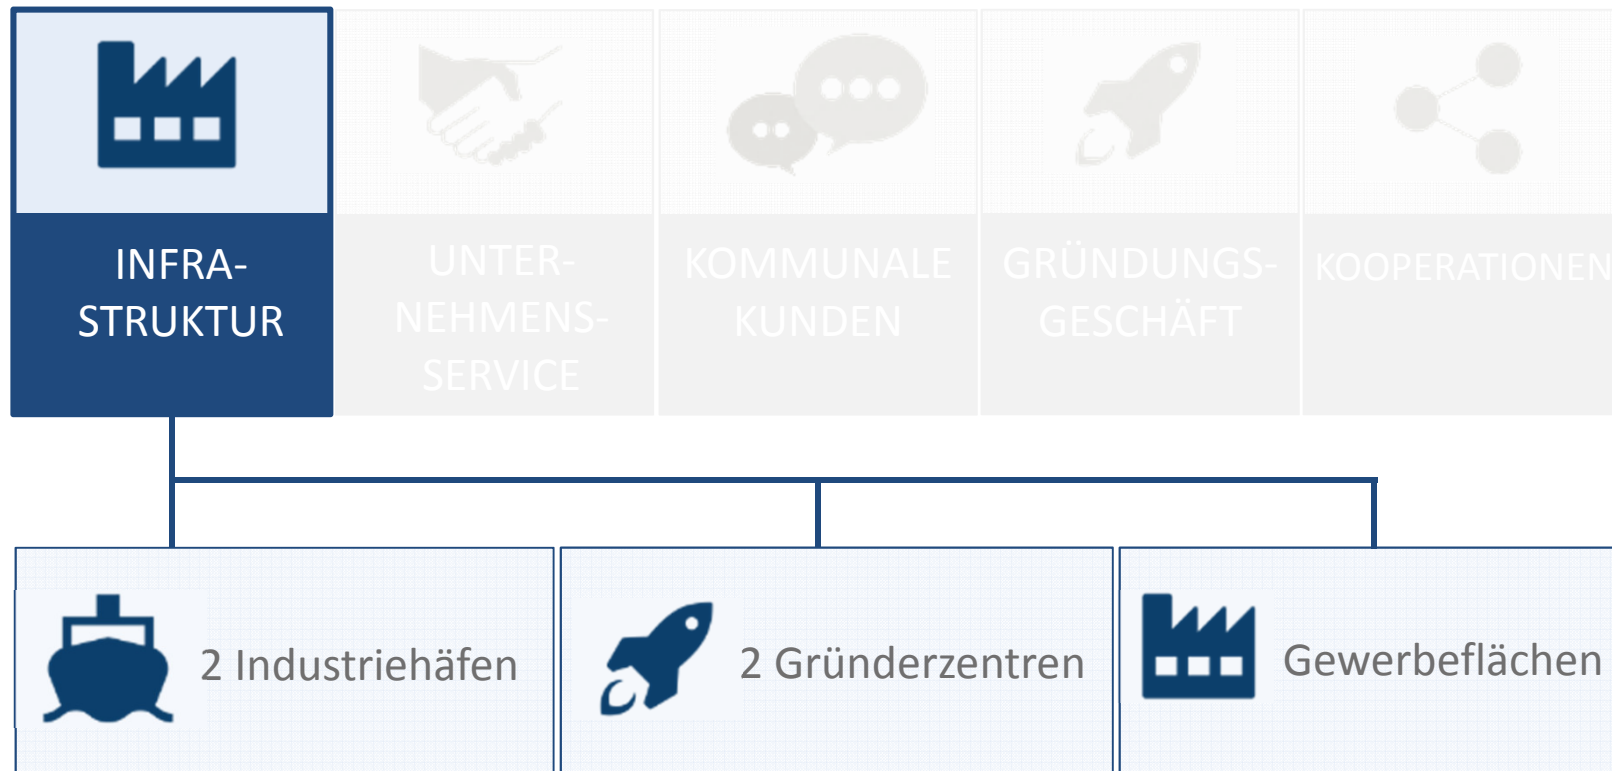 INFRA-
STRUKTUR
UNTER-
NEHMENS-
SERVICE
KOMMUNALE
KUNDEN
GRÜNDUNGS-
GESCHÄFT
KOOPERATIONEN
2 Industriehäfen
2 Gründerzentren
Gewerbeflächen